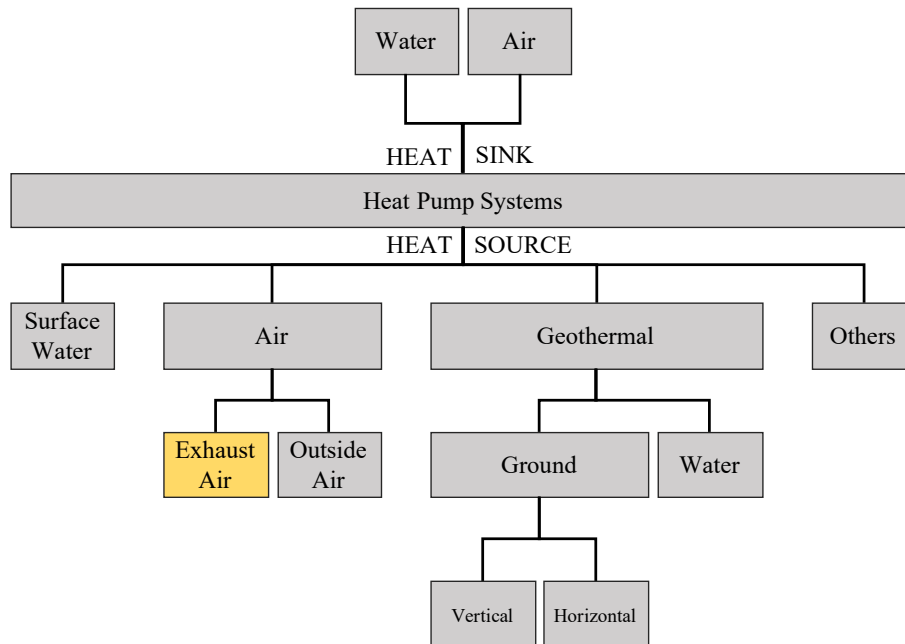 Water
Air
HEAT SINK
Heat Pump Systems
HEAT SOURCE
Surface
Water
Air
Geothermal
Others
Exhaust
Air
Outside
Air
Ground
Water
Vertical
Horizontal